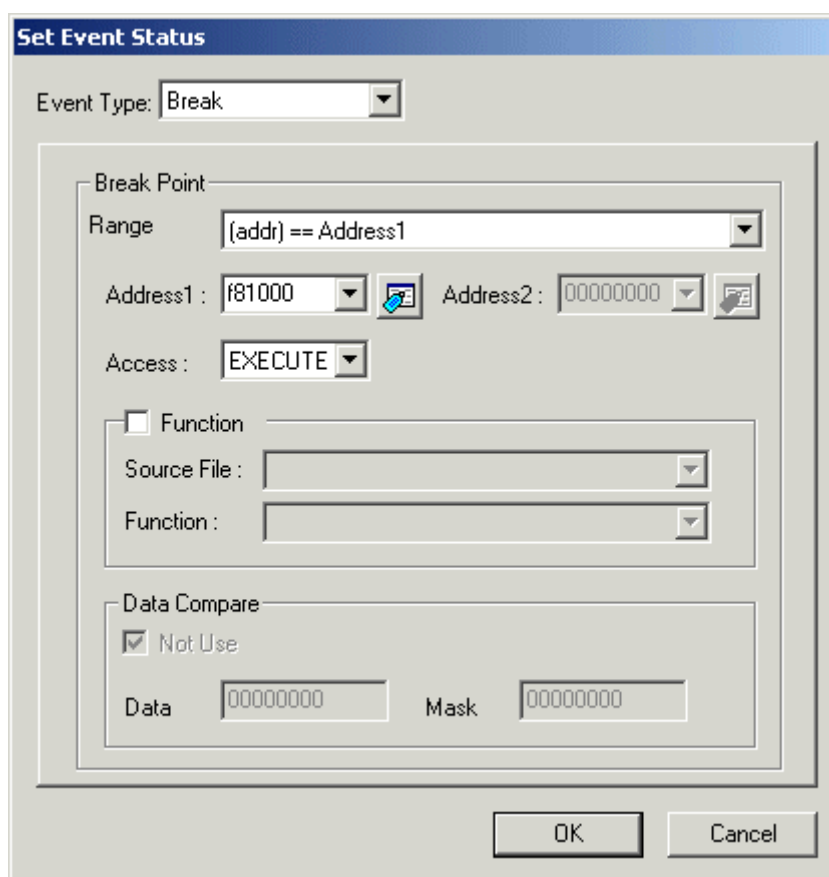 Set Event Status
Event Type: Break
Break Point
Range (addr) == Address1
Address1 : f81000 Address2 : 00000000
Access : EXECUTE
Function
Source File :
Function :
Data Compare
Not Use
Data 00000000 Mask 00000000
OK Cancel